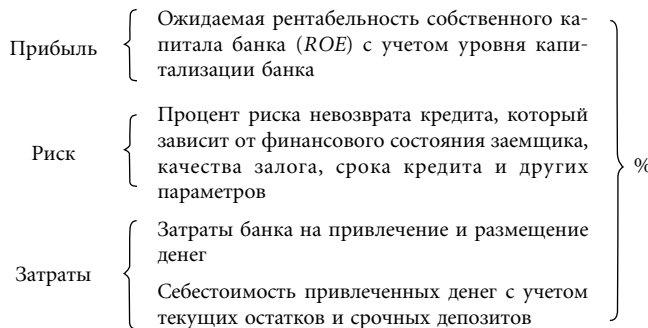 Прибыль
Ожидаемая рентабельность собственного ка-
питала банка (ROE) с учетом уровня капи-
тализации банка
Риск
Процент риска невозврата кредита, который
зависит от финансового состояния заемщика,
качества залога, срока кредита и других
параметров
Затраты
Затраты банка на привлечение и размещение
денег
Себестоимость привлеченных денег с учетом
текущих остатков и срочных депозитов
%